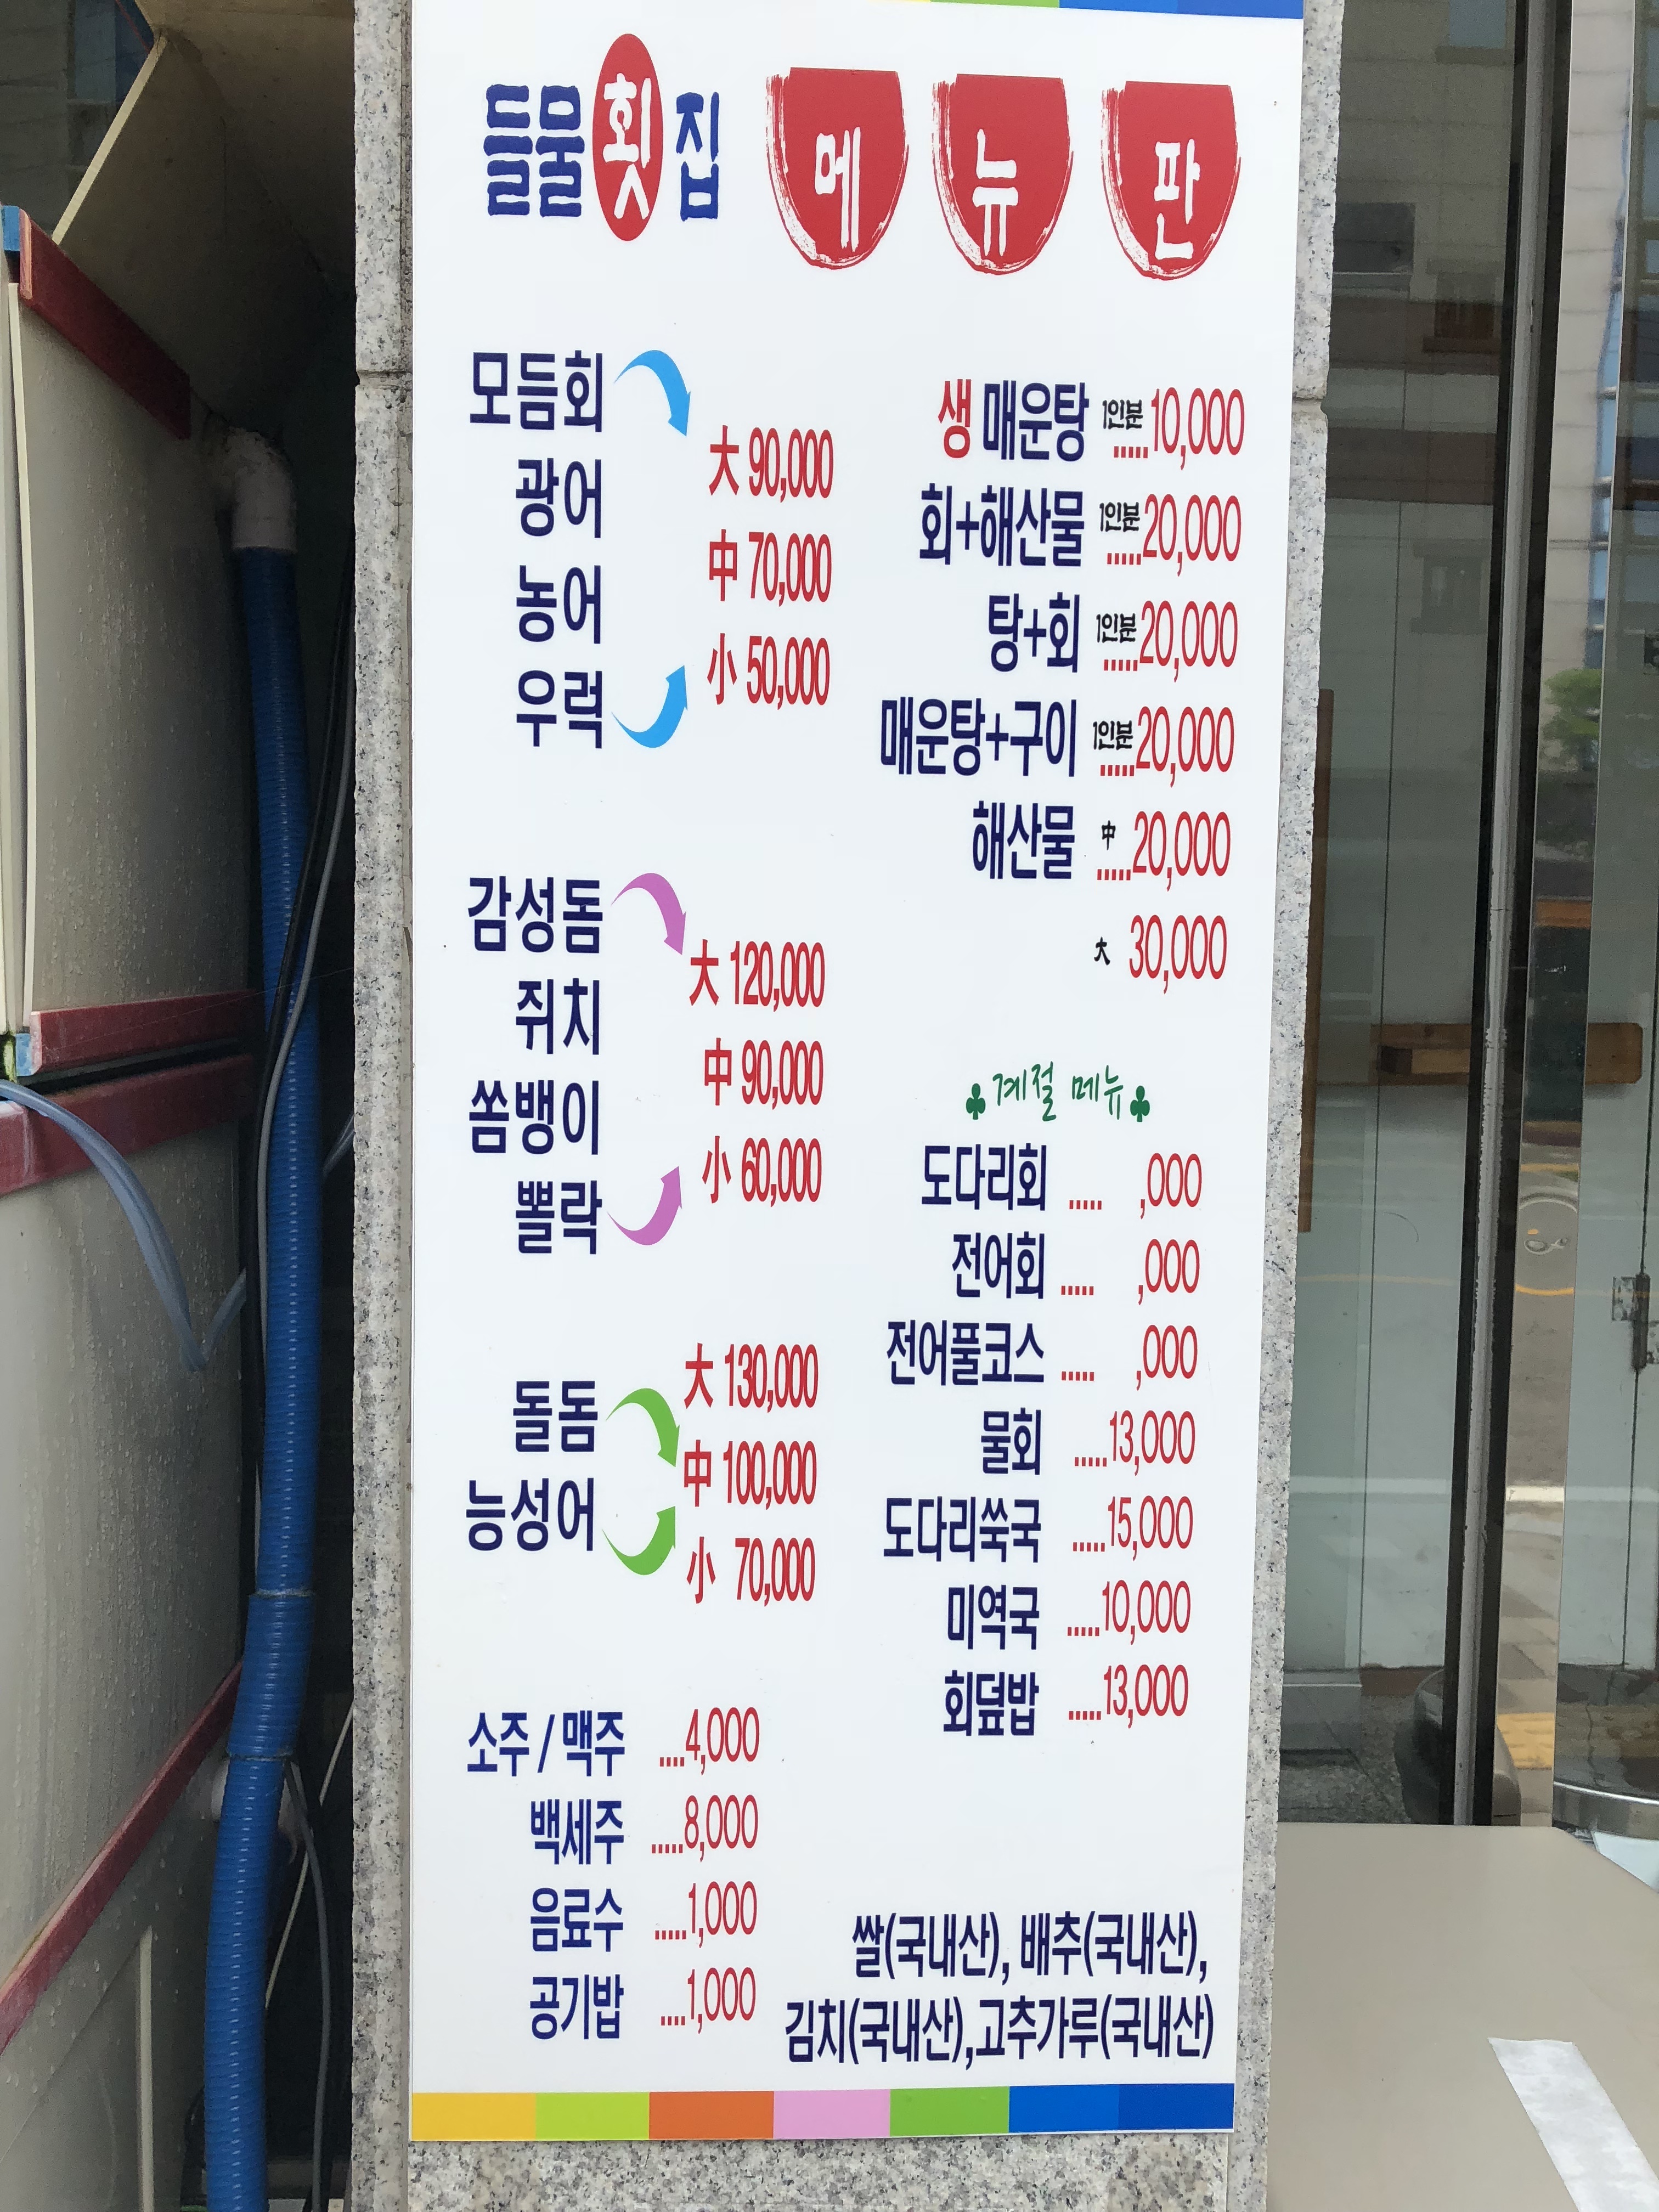 들물횟집 메뉴판
모듬회
광어
농어
우럭
大 90,000
中 70,000
小 50,000
감성돔
쥐치
쏨뱅이
뽈락
大 120,000
中 90,000
小 60,000
돌돔
능성어
大 130,000
中 100,000
小 70,000
소주 / 맥주 ....4,000
백세주 .....8,000
음료수 .....1,000
공기밥 ....1,000
생 매운탕 1인분 .....10,000
회+해산물 1인분 .....20,000
탕+회 1인분 .....20,000
매운탕+구이 1인분 .....20,000
해산물 中 .....20,000
大 30,000
♣계절 메뉴♣
도다리회 ..... ,000
전어회 ..... ,000
전어풀코스 ..... ,000
물회 .....13,000
도다리쑥국 .....15,000
미역국 .....10,000
회덮밥 .....13,000
쌀(국내산), 배추(국내산),
김치(국내산),고추가루(국내산)